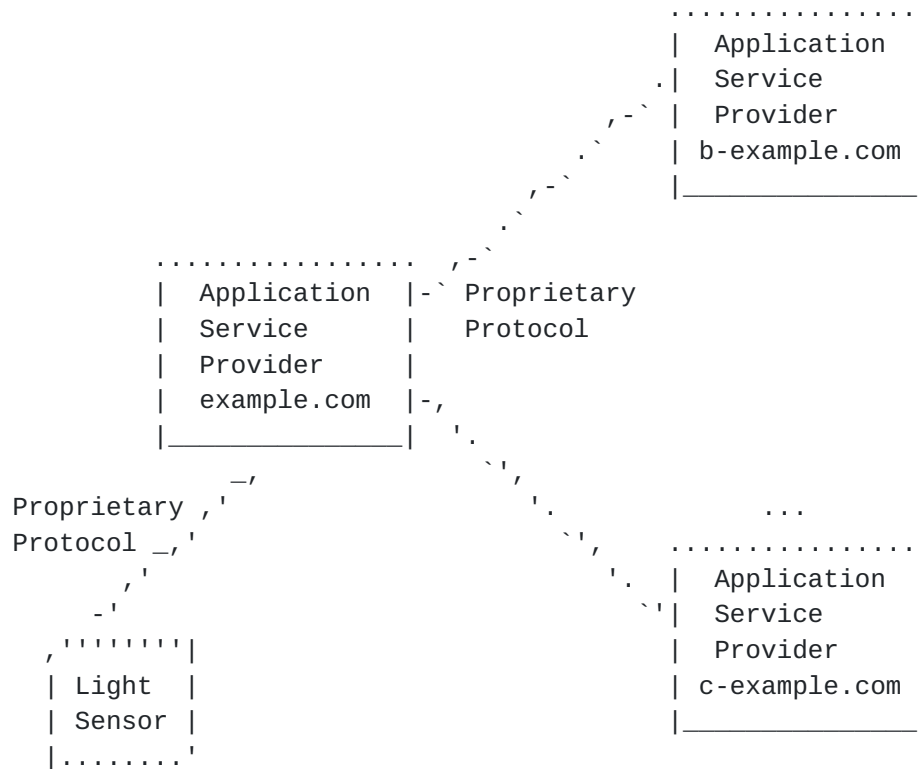 Application
Service
Provider
b-example.com
Application
Service
Provider
example.com
Proprietary
Protocol
Proprietary
Protocol
...
Application
Service
Provider
c-example.com
Light
Sensor